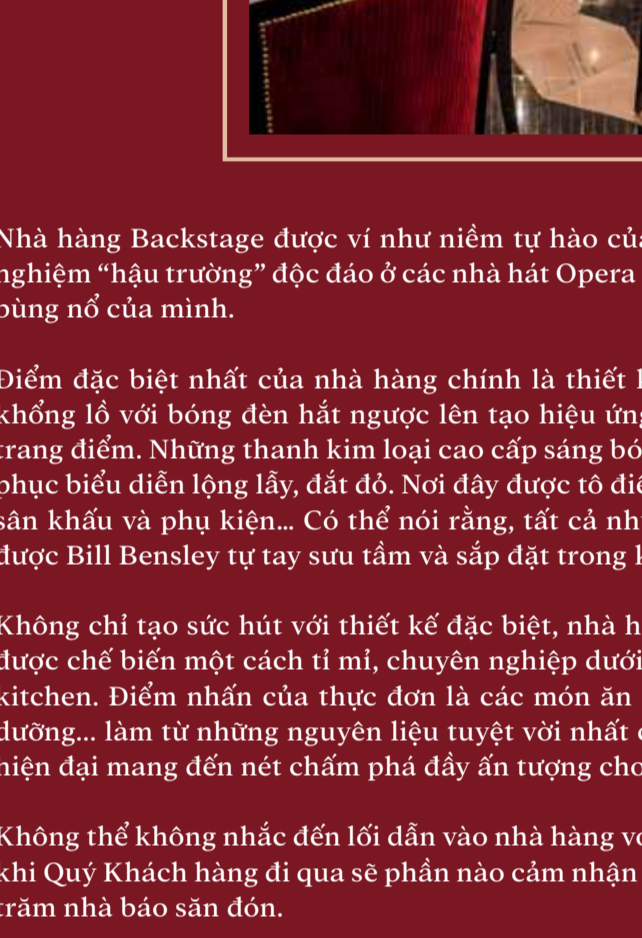 Nhà hàng Backstage được ví như niềm tự hào của
nghiệm “hậu trường” độc đáo ở các nhà hát Opera
bùng nổ của mình.
Điểm đặc biệt nhất của nhà hàng chính là thiết
khổng lồ với bóng đèn hắt ngược lên tạo hiệu ứng
trang điểm. Những thanh kim loại cao cấp sáng
phục biểu diễn lộng lẫy, đắt đỏ. Nơi đây được tô
sân khấu và phụ kiện... Có thể nói rằng, tất cả
được Bill Bensley tự tay sưu tầm và sắp đặt trong
Không chỉ tạo sức hút với thiết kế đặc biệt, nhà
được chế biến một cách tỉ mỉ, chuyên nghiệp dưới
kitchen. Điểm nhấn của thực đơn là các món ăn
dưỡng... làm từ những nguyên liệu tuyệt vời nhất
hiện đại mang đến nét chấm phá đầy ấn tượng cho
Không thể không nhắc đến lối dẫn vào nhà hàng
khi Quý Khách hàng đi qua sẽ phần nào cảm nhận
trăm nhà báo săn đón.